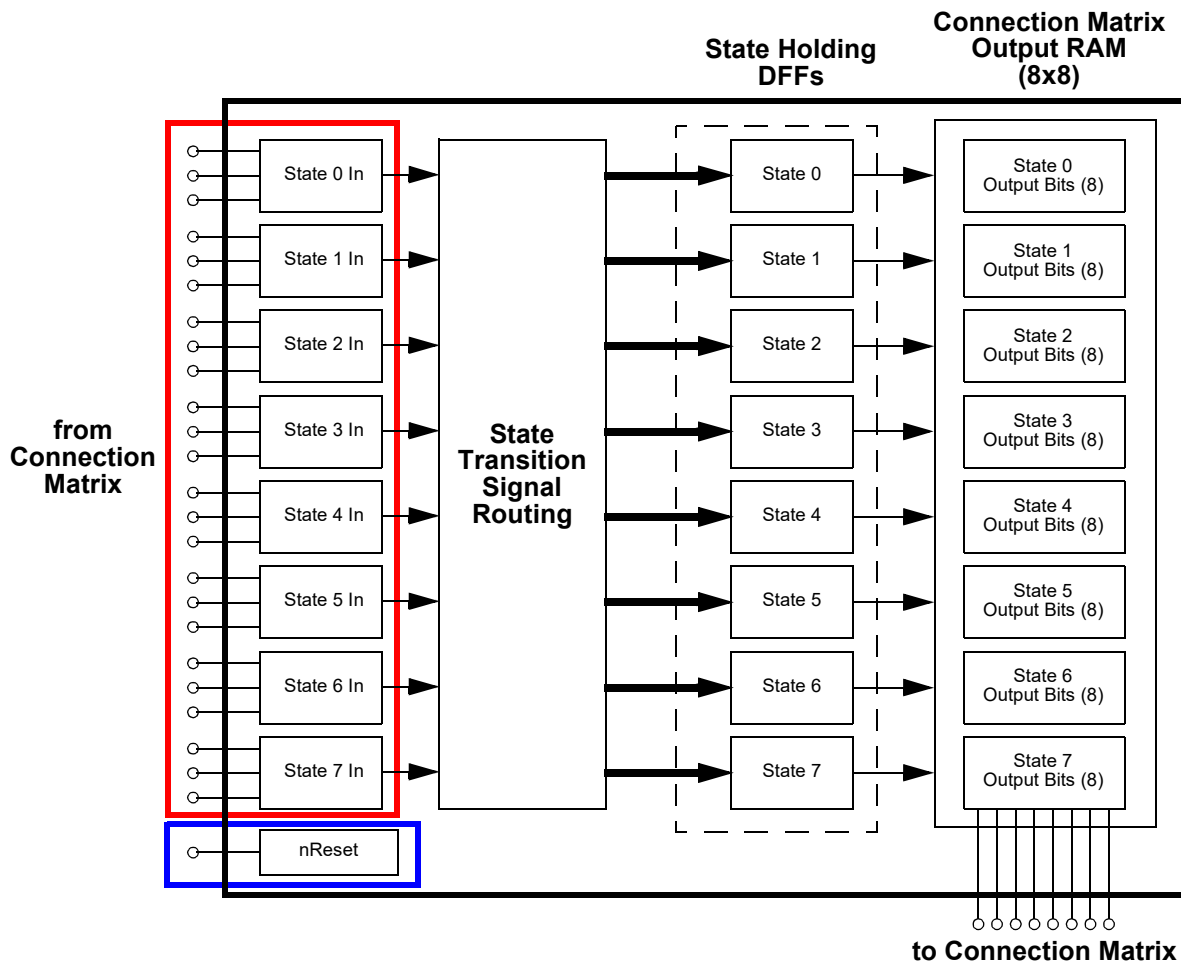 Connection Matrix
Output RAM
(8x8)
State Holding
DFFs
from
Connection
Matrix
State 0 In
State 1 In
State 2 In
State 3 In
State 4 In
State 5 In
State 6 In
State 7 In
nReset
State
Transition
Signal
Routing
State 0
State 1
State 2
State 3
State 4
State 5
State 6
State 7
State 0
Output Bits (8)
State 1
Output Bits (8)
State 2
Output Bits (8)
State 3
Output Bits (8)
State 4
Output Bits (8)
State 5
Output Bits (8)
State 6
Output Bits (8)
State 7
Output Bits (8)
to Connection Matrix